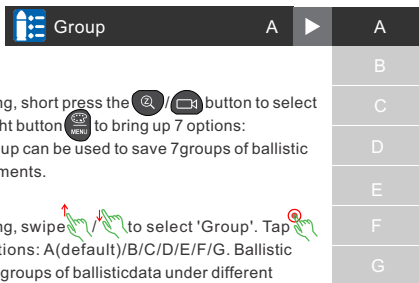 Group A A
B
ng, short press the / button to select C
ht button MENU to bring up 7 options:
up can be used to save 7groups of ballistic D
ments.
E
ng, swipe / to select 'Group'. Tap F
tions: A(default)/B/C/D/E/F/G. Ballistic
groups of ballisticdata under different G